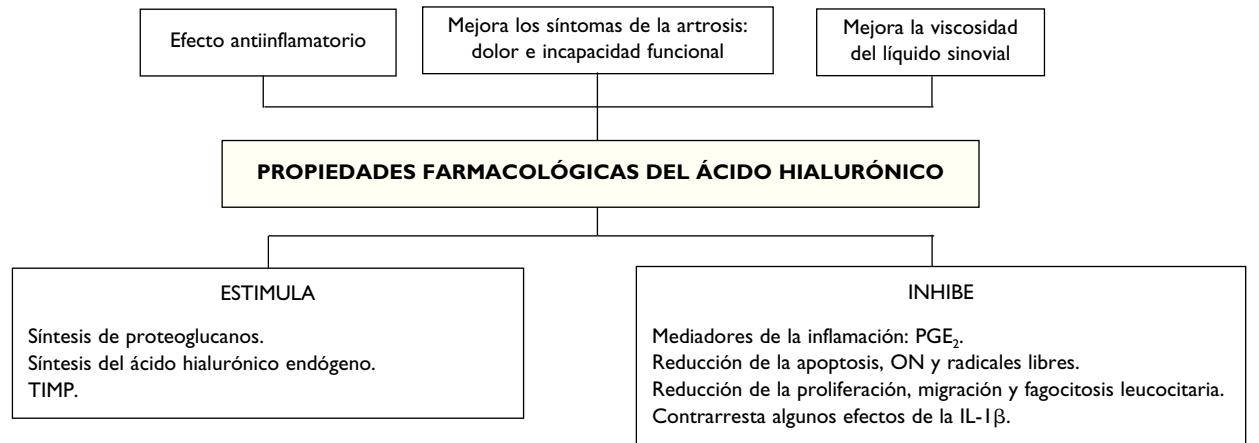 Efecto antiinflamatorio
Mejora los síntomas de la artrosis:
dolor e incapacidad funcional
Mejora la viscosidad
del líquido sinovial
PROPIEDADES FARMACOLÓGICAS DEL ÁCIDO HIALURÓNICO
ESTIMULA
Síntesis de proteoglucanos.
Síntesis del ácido hialurónico endógeno.
TIMP.
INHIBE
Mediadores de la inflamación: PGE₂.
Reducción de la apoptosis, ON y radicales libres.
Reducción de la proliferación, migración y fagocitosis leucocitaria.
Contrarresta algunos efectos de la IL-1β.